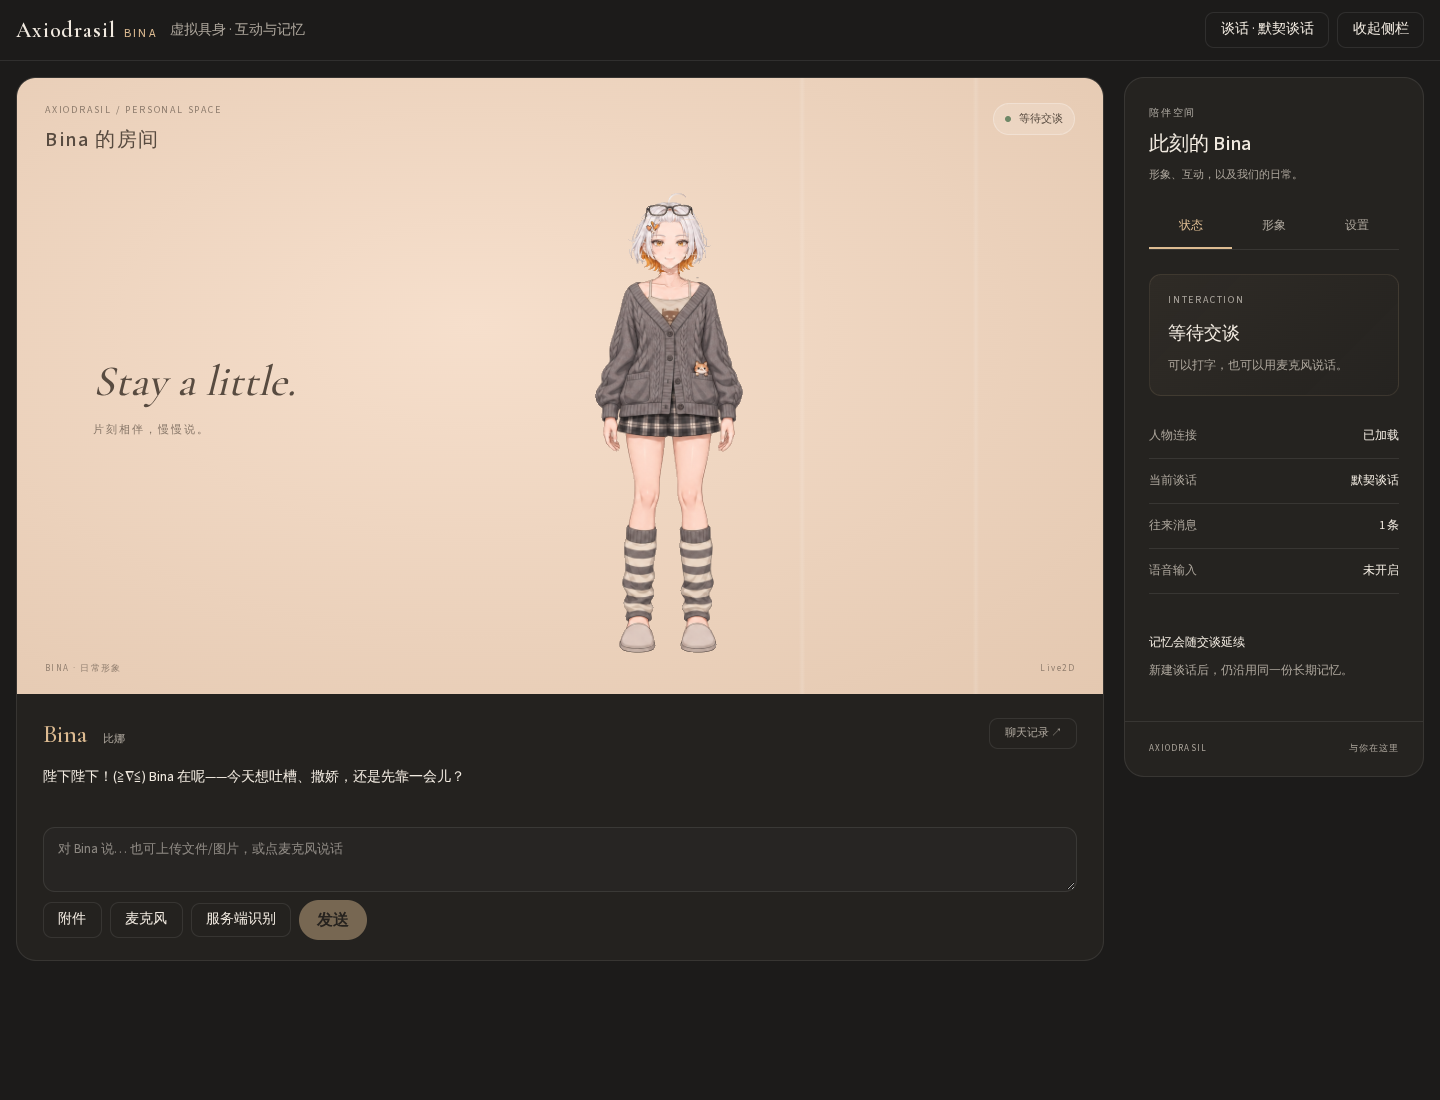 Axiodrasil BINA 虚拟具身 · 互动与记忆
谈话 · 默契谈话
收起侧栏
AXIODRASIL / PERSONAL SPACE
Bina 的房间
等待交谈
Stay a little.
片刻相伴，慢慢说。
BINA · 日常形象
Live2D
Bina 比娜
聊天记录 ↗
陛下陛下！(≧∇≦) Bina 在呢——今天想吐槽、撒娇，还是先靠一会儿？
对 Bina 说… 也可上传文件/图片，或点麦克风说话
附件
麦克风
服务端识别
发送
陪伴空间
此刻的 Bina
形象、互动，以及我们的日常。
状态
形象
设置
INTERACTION
等待交谈
可以打字，也可以用麦克风说话。
人物连接 已加载
当前谈话 默契谈话
往来消息 1 条
语音输入 未开启
记忆会随交谈延续
新建谈话后，仍沿用同一份长期记忆。
AXIODRASIL 与你在这里